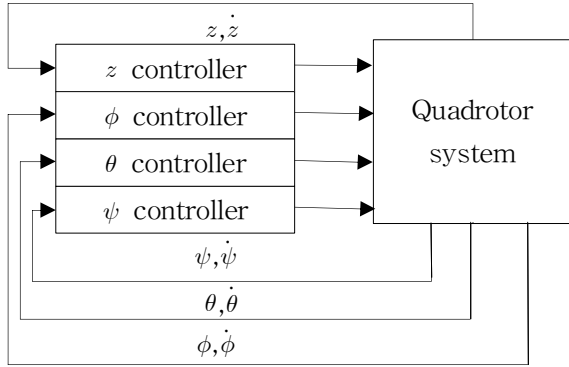 z, ż
z controller
ϕ controller
θ controller
ψ controller
Quadrotor
system
ψ, ψ̇
θ, θ̇
ϕ, ϕ̇